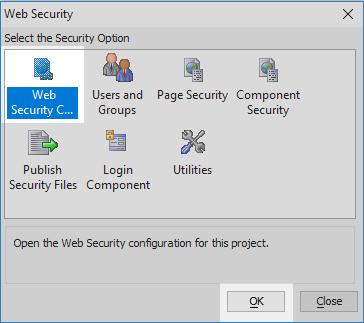 Web Security
Select the Security Option
Web
Security C...
Users and
Groups
Page Security
Component
Security
Publish
Security Files
Login
Component
Utilities
Open the Web Security configuration for this project.
OK
Close